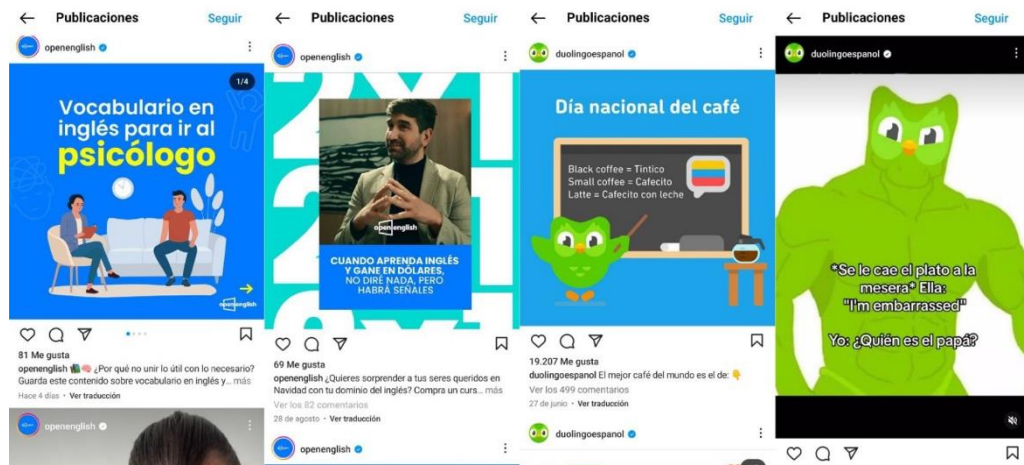 Publicaciones
Seguir
openenglish
1/4
Vocabulario en
inglés para ir al
psicólogo
openenglish
81 Me gusta
openenglish ¿Por qué no unir lo útil con lo necesario?
Guarda este contenido sobre vocabulario en inglés y... más
Hace 4 días • Ver traducción
openenglish
Publicaciones
Seguir
openenglish
openenglish
CUANDO APRENDA INGLÉS
Y GANE EN DÓLARES,
NO DIRÉ NADA, PERO
HABRÁ SEÑALES
69 Me gusta
openenglish ¿Quieres sorprender a tus seres queridos en
Navidad con tu dominio del inglés? Compra un curs... más
Ver los 82 comentarios
28 de agosto • Ver traducción
openenglish
Publicaciones
Seguir
duolingoespanol
Día nacional del café
Black coffee = Tintico
Small coffee = Cafecito
Latte = Cafecito con leche
19.207 Me gusta
duolingoespanol El mejor café del mundo es el de:
Ver los 499 comentarios
27 de junio • Ver traducción
duolingoespanol
Publicaciones
Seguir
duolingoespanol
*Se le cae el plato a la
mesera* Ella:
"I'm embarrassed"
Yo: ¿Quién es el papá?